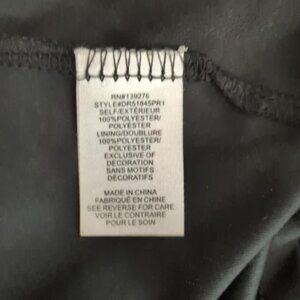 RN#139276
STYLE#DR51845PR1
SELF/EXTÉRIEUR
100%POLYESTER/
POLYESTER
LINING/DOUBLURE
100%POLYESTER/
POLYESTER
EXCLUSIVE OF
DECORATION
SANS MOTIFS
DÉCORATIFS
MADE IN CHINA
FABRIQUÉ EN CHINE
SEE REVERSE FOR CARE
VOIR LE CONTRAIRE
POUR LE SOIN